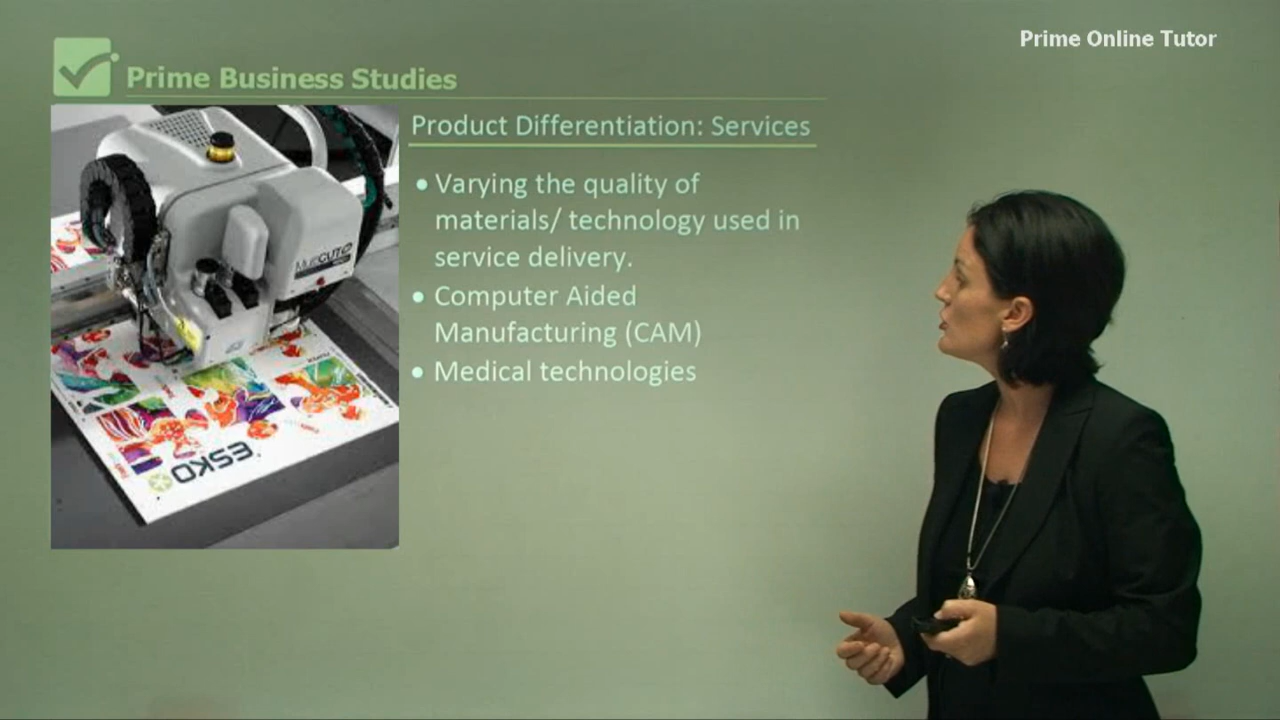 Prime Online Tutor
Prime Business Studies
Product Differentiation: Services
• Varying the quality of
materials/ technology used in
service delivery.
• Computer Aided
Manufacturing (CAM)
• Medical technologies
MultiCUT
ESKO